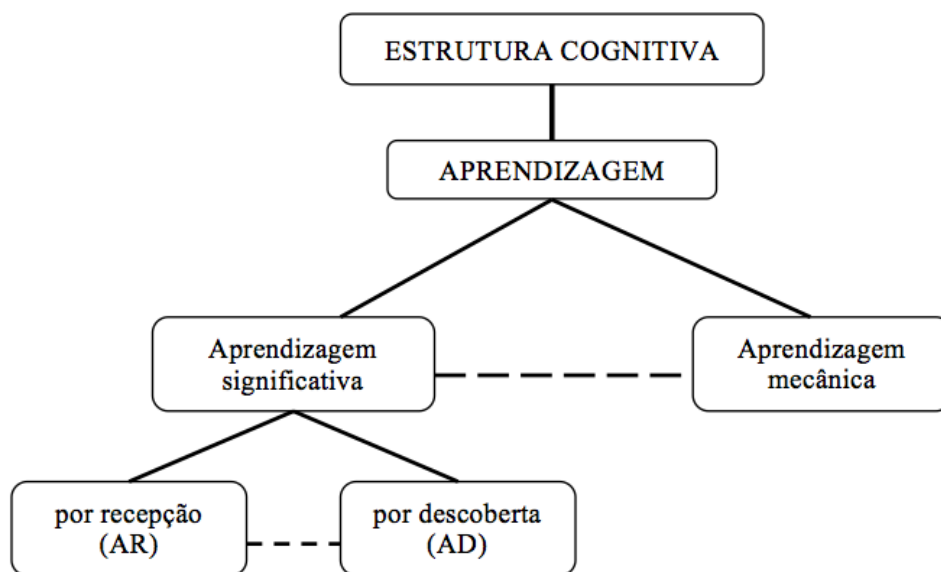 ESTRUTURA COGNITIVA
APRENDIZAGEM
Aprendizagem
significativa
Aprendizagem
mecânica
por recepção
(AR)
por descoberta
(AD)